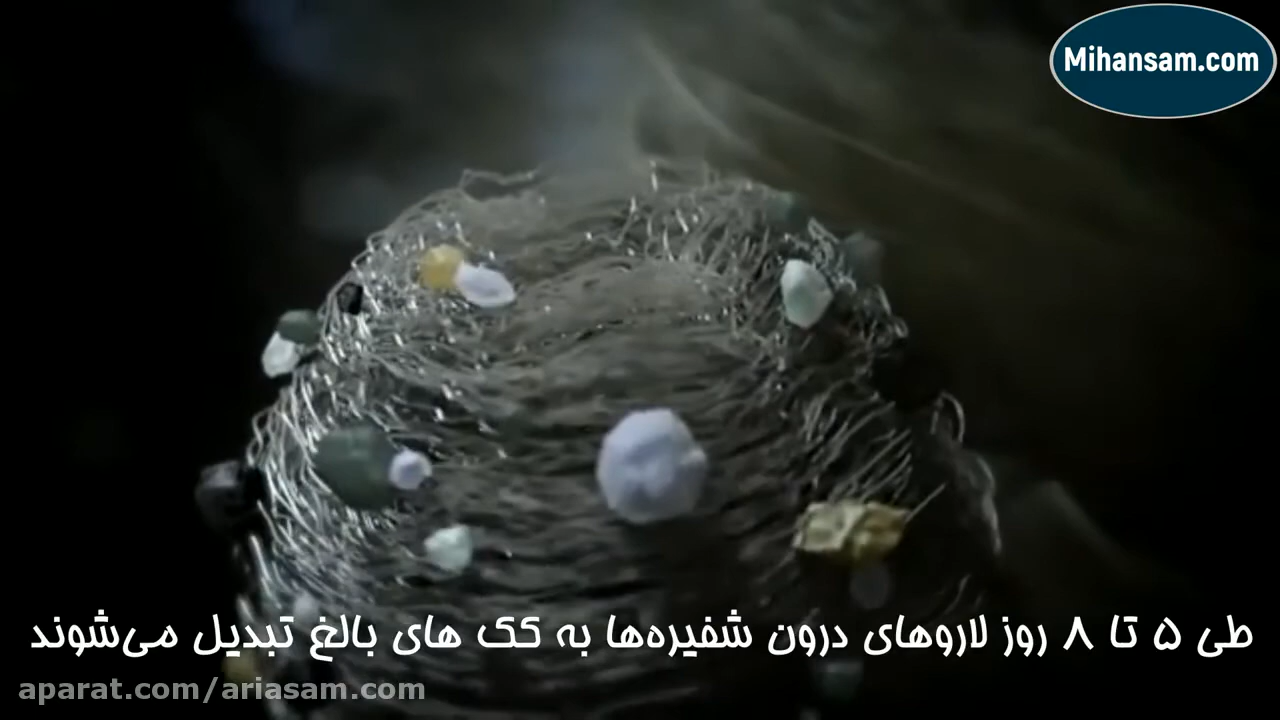 Mihansam.com
طی ۵ تا ۸ روز لاروهای درون شفیره‌ها به کک های بالغ تبدیل می‌شوند
aparat.com/ariasam.com